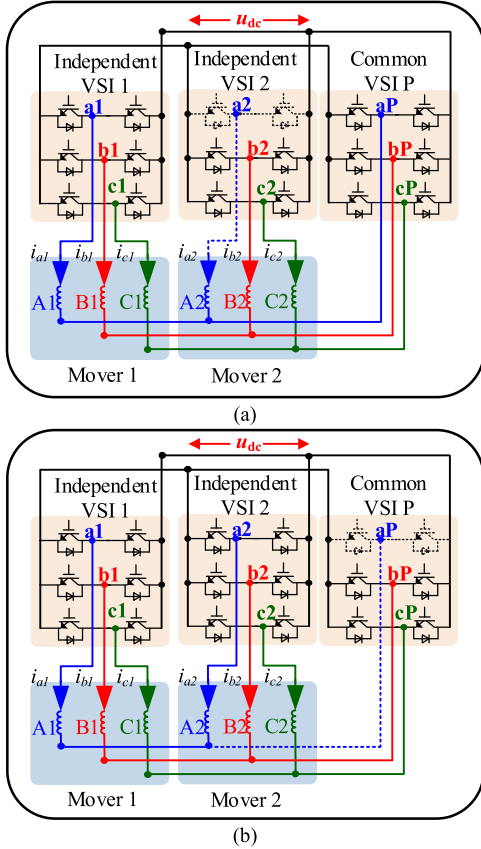 u_dc
Independent VSI 1
Independent VSI 2
Common VSI P
a1 a2 aP
b1 b2 bP
c1 c2 cP
i_a1 i_b1 i_c1 i_a2 i_b2 i_c2
A1 B1 C1 A2 B2 C2
Mover 1 Mover 2
(a)
u_dc
Independent VSI 1
Independent VSI 2
Common VSI P
a1 a2 aP
b1 b2 bP
c1 c2 cP
i_a1 i_b1 i_c1 i_a2 i_b2 i_c2
A1 B1 C1 A2 B2 C2
Mover 1 Mover 2
(b)